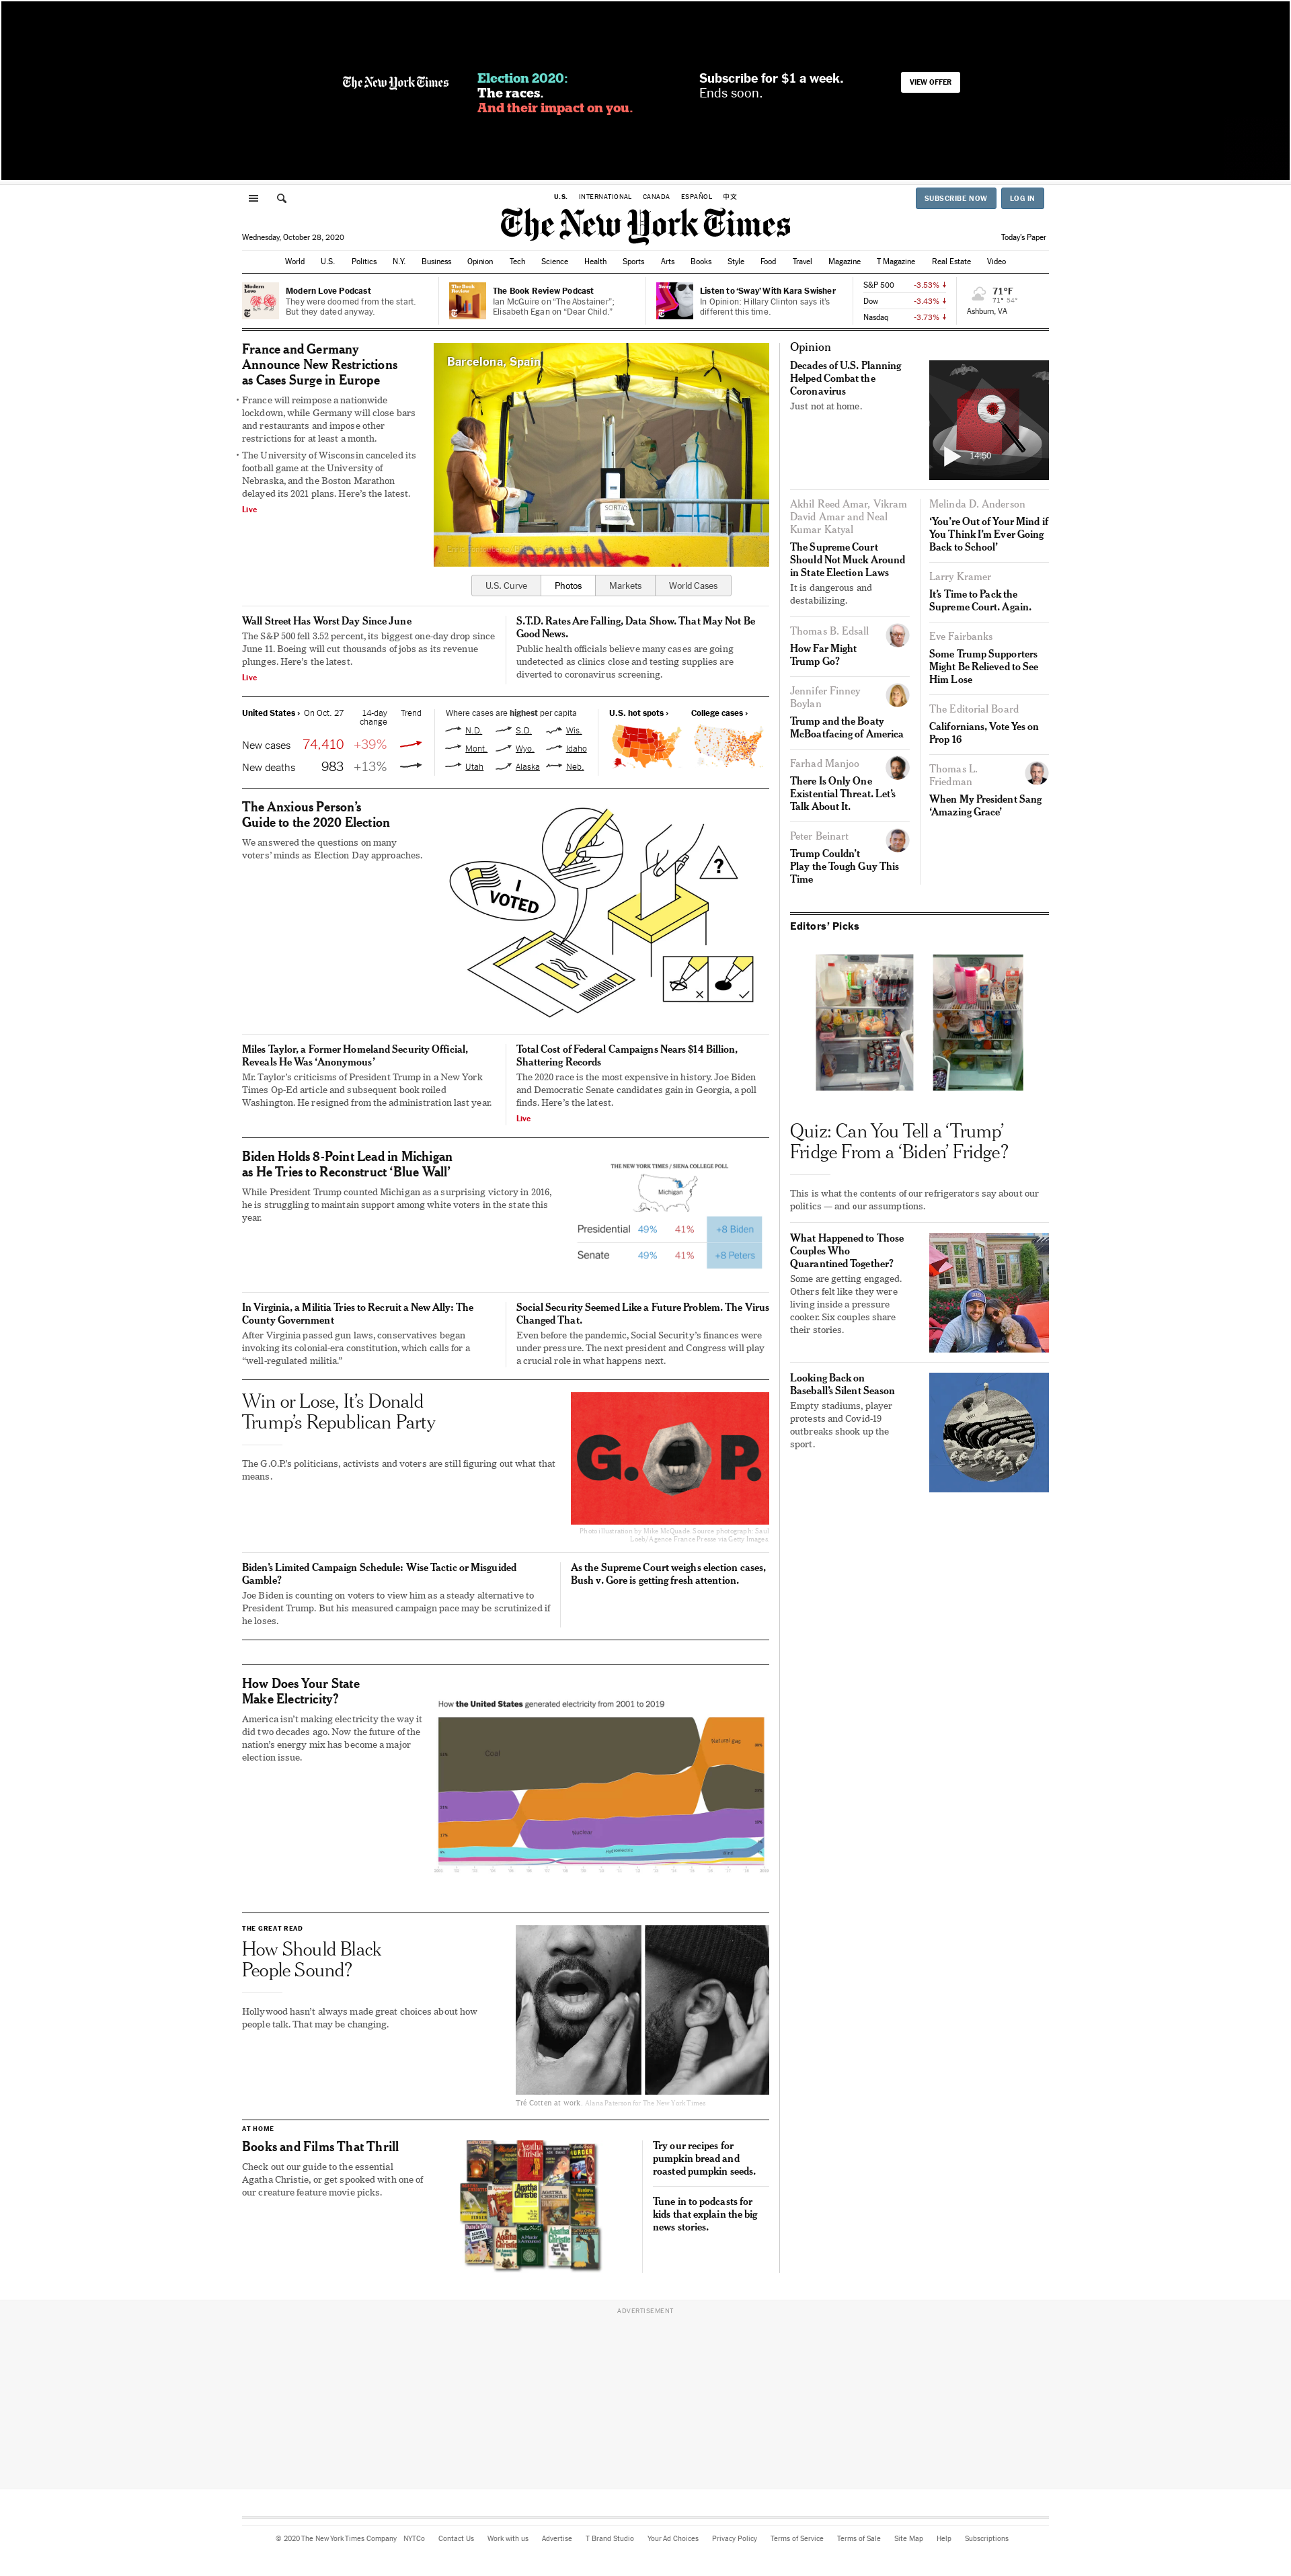 The New York Times
Election 2020:
The races.
And their impact on you.
Subscribe for $1 a week.
Ends soon.
VIEW OFFER
U.S. INTERNATIONAL CANADA ESPAÑOL 中文
SUBSCRIBE NOW LOG IN
The New York Times
Wednesday, October 28, 2020
Today's Paper
World U.S. Politics N.Y. Business Opinion Tech Science Health Sports Arts Books Style Food Travel Magazine T Magazine Real Estate Video
Modern Love
Modern Love Podcast
They were doomed from the start.
But they dated anyway.
The Book Review
The Book Review Podcast
Ian McGuire on “The Abstainer”;
Elisabeth Egan on “Dear Child.”
Sway
Listen to ‘Sway’ With Kara Swisher
In Opinion: Hillary Clinton says it’s
different this time.
S&P 500 -3.53%
Dow -3.43%
Nasdaq -3.73%
71°F
71° 54°
Ashburn, VA
France and Germany
Announce New Restrictions
as Cases Surge in Europe
France will reimpose a nationwide
lockdown, while Germany will close bars
and restaurants and impose other
restrictions for at least a month.
The University of Wisconsin canceled its
football game at the University of
Nebraska, and the Boston Marathon
delayed its 2021 plans. Here’s the latest.
Live
Barcelona, Spain
SORTIDA
U.S. Curve Photos Markets World Cases
Wall Street Has Worst Day Since June
The S&P 500 fell 3.52 percent, its biggest one-day drop since
June 11. Boeing will cut thousands of jobs as its revenue
plunges. Here’s the latest.
Live
S.T.D. Rates Are Falling, Data Show. That May Not Be
Good News.
Public health officials believe many cases are going
undetected as clinics close and testing supplies are
diverted to coronavirus screening.
United States › On Oct. 27 14-day
change Trend
New cases 74,410 +39%
New deaths 983 +13%
Where cases are highest per capita
N.D. S.D. Wis.
Mont. Wyo. Idaho
Utah Alaska Neb.
U.S. hot spots › College cases ›
The Anxious Person’s
Guide to the 2020 Election
We answered the questions on many
voters’ minds as Election Day approaches.
I VOTED
?
Miles Taylor, a Former Homeland Security Official,
Reveals He Was ‘Anonymous’
Mr. Taylor’s criticisms of President Trump in a New York
Times Op-Ed article and subsequent book roiled
Washington. He resigned from the administration last year.
Total Cost of Federal Campaigns Nears $14 Billion,
Shattering Records
The 2020 race is the most expensive in history. Joe Biden
and Democratic Senate candidates gain in Georgia, a poll
finds. Here’s the latest.
Live
Biden Holds 8-Point Lead in Michigan
as He Tries to Reconstruct ‘Blue Wall’
While President Trump counted Michigan as a surprising victory in 2016,
he is struggling to maintain support among white voters in the state this
year.
THE NEW YORK TIMES / SIENA COLLEGE POLL
Michigan
Presidential 49% 41% +8 Biden
Senate 49% 41% +8 Peters
In Virginia, a Militia Tries to Recruit a New Ally: The
County Government
After Virginia passed gun laws, conservatives began
invoking its colonial-era constitution, which calls for a
“well-regulated militia.”
Social Security Seemed Like a Future Problem. The Virus
Changed That.
Even before the pandemic, Social Security’s finances were
under pressure. The next president and Congress will play
a crucial role in what happens next.
Win or Lose, It’s Donald
Trump’s Republican Party
The G.O.P.’s politicians, activists and voters are still figuring out what that
means.
G.O.P.
Photo illustration by Mike McQuade. Source photograph: Saul
Loeb/Agence France-Presse via Getty Images.
Biden’s Limited Campaign Schedule: Wise Tactic or Misguided
Gamble?
Joe Biden is counting on voters to view him as a steady alternative to
President Trump. But his measured campaign pace may be scrutinized if
he loses.
As the Supreme Court weighs election cases,
Bush v. Gore is getting fresh attention.
How Does Your State
Make Electricity?
America isn’t making electricity the way it
did two decades ago. Now the future of the
nation’s energy mix has become a major
election issue.
How the United States generated electricity from 2001 to 2019
Coal
Natural gas
Nuclear
Hydroelectric
Wind
THE GREAT READ
How Should Black
People Sound?
Hollywood hasn’t always made great choices about how
people talk. That may be changing.
Tré Cotten at work. Alana Paterson for The New York Times
AT HOME
Books and Films That Thrill
Check out our guide to the essential
Agatha Christie, or get spooked with one of
our creature feature movie picks.
Agatha Christie
Try our recipes for
pumpkin bread and
roasted pumpkin seeds.
Tune in to podcasts for
kids that explain the big
news stories.
Opinion
Decades of U.S. Planning
Helped Combat the
Coronavirus
Just not at home.
14:50
Akhil Reed Amar, Vikram
David Amar and Neal
Kumar Katyal
The Supreme Court
Should Not Muck Around
in State Election Laws
It is dangerous and
destabilizing.
Thomas B. Edsall
How Far Might
Trump Go?
Jennifer Finney
Boylan
Trump and the Boaty
McBoatfacing of America
Farhad Manjoo
There Is Only One
Existential Threat. Let’s
Talk About It.
Peter Beinart
Trump Couldn’t
Play the Tough Guy This
Time
Melinda D. Anderson
‘You’re Out of Your Mind if
You Think I’m Ever Going
Back to School’
Larry Kramer
It’s Time to Pack the
Supreme Court. Again.
Eve Fairbanks
Some Trump Supporters
Might Be Relieved to See
Him Lose
The Editorial Board
Californians, Vote Yes on
Prop 16
Thomas L.
Friedman
When My President Sang
‘Amazing Grace’
Editors’ Picks
Quiz: Can You Tell a ‘Trump’
Fridge From a ‘Biden’ Fridge?
This is what the contents of our refrigerators say about our
politics — and our assumptions.
What Happened to Those
Couples Who
Quarantined Together?
Some are getting engaged.
Others felt like they were
living inside a pressure
cooker. Six couples share
their stories.
Looking Back on
Baseball’s Silent Season
Empty stadiums, player
protests and Covid-19
outbreaks shook up the
sport.
ADVERTISEMENT
© 2020 The New York Times Company NYTCo Contact Us Work with us Advertise T Brand Studio Your Ad Choices Privacy Policy Terms of Service Terms of Sale Site Map Help Subscriptions